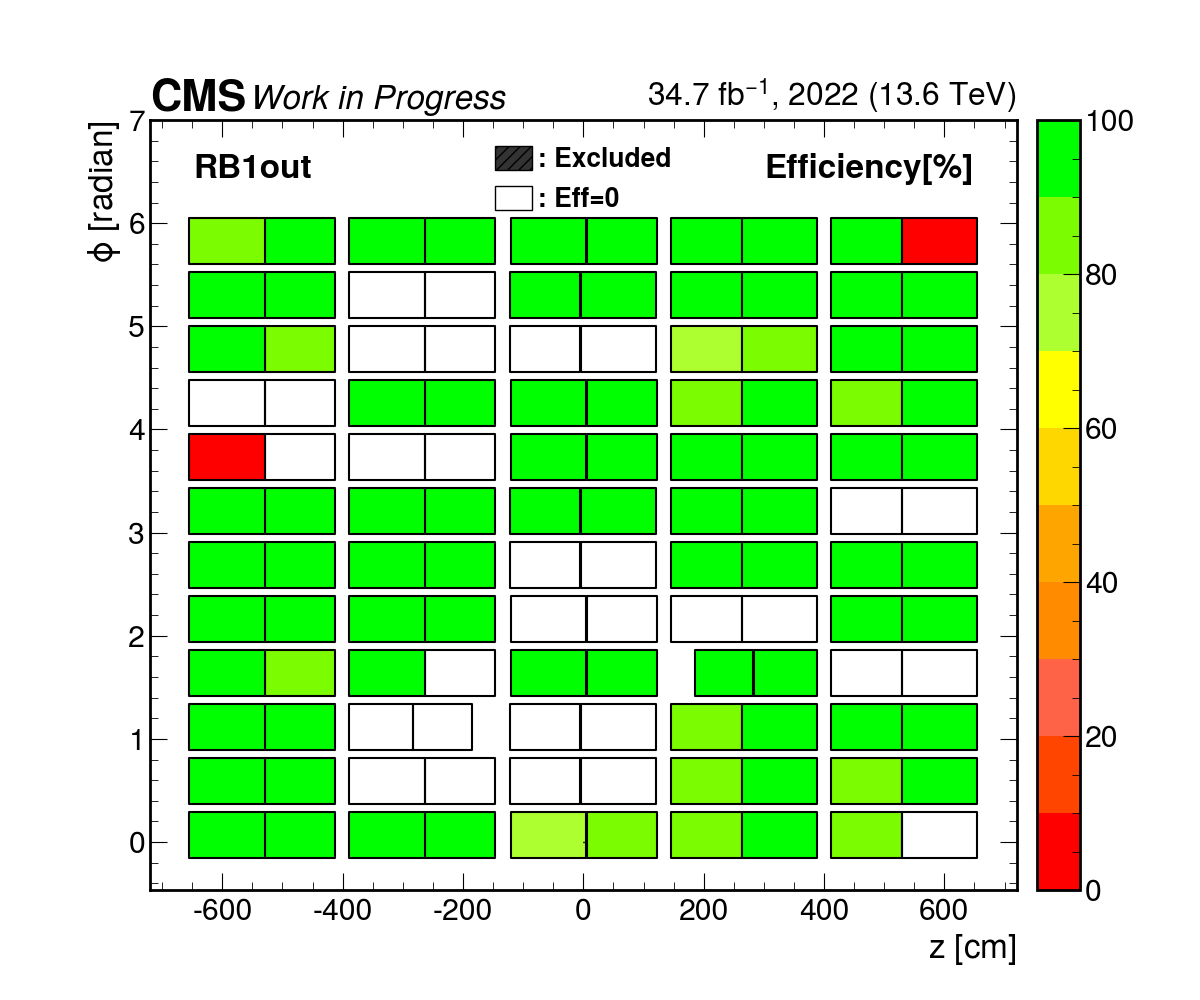 CMS Work in Progress 34.7 fb⁻¹, 2022 (13.6 TeV)
RB1out : Excluded Efficiency[%]
: Eff=0
ϕ [radian]
7
6
5
4
3
2
1
0
-600 -400 -200 0 200 400 600
z [cm]
100
80
60
40
20
0